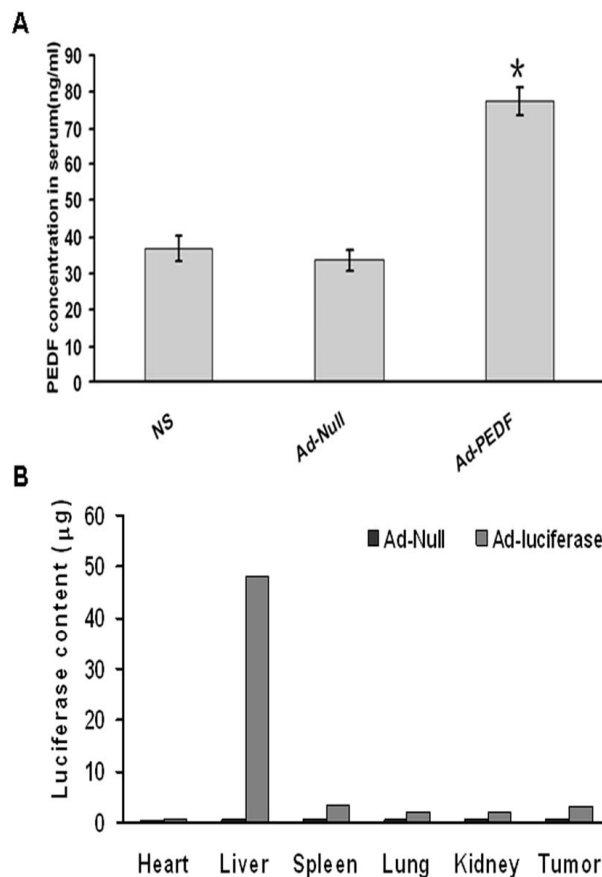 A
PEDF concentration in serum(ng/ml)
90
80
70
60
50
40
30
20
10
0
*
NS
Ad-Null
Ad-PEDF
B
Luciferase content (μg)
60
50
40
30
20
10
0
Ad-Null Ad-luciferase
Heart Liver Spleen Lung Kidney Tumor